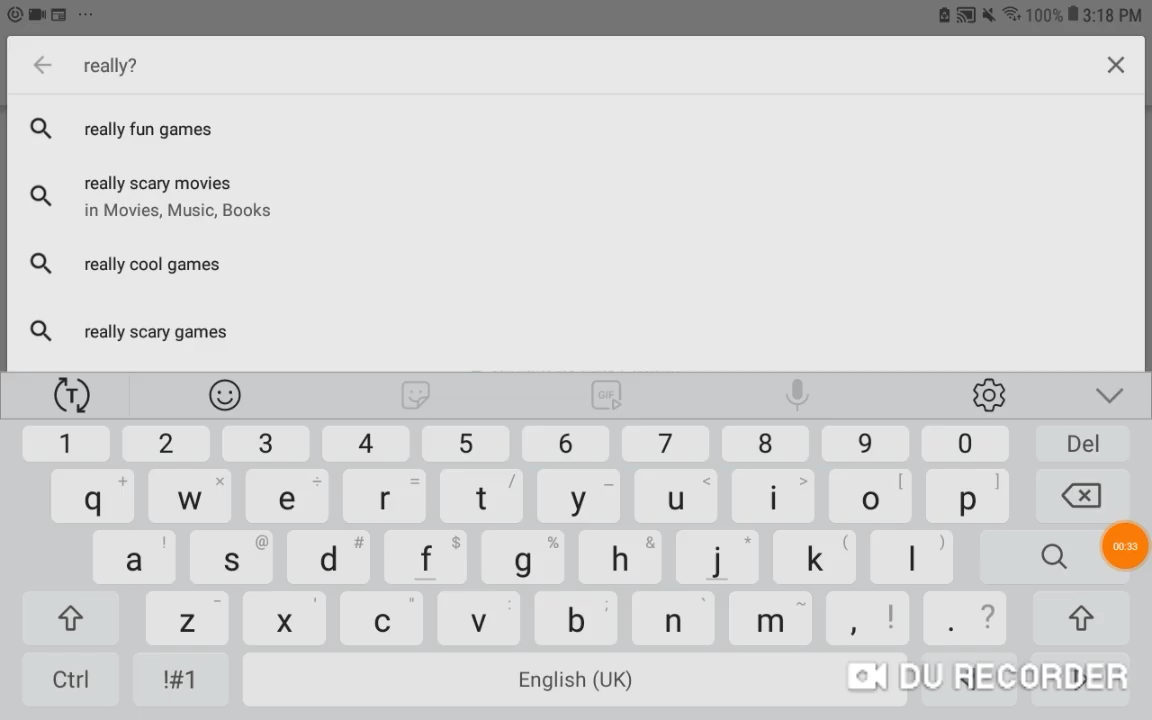 100% 3:18 PM
really?
really fun games
really scary movies
in Movies, Music, Books
really cool games
really scary games
T GIF
1 2 3 4 5 6 7 8 9 0 Del
q + w × e ÷ r = t / y _ u < i > o [ p ]
a ! s @ d # f $ g % h & j * k ( l )
00:33
z - x ' c " v : b ; n ` m ~ , ! . ?
Ctrl !#1 English (UK)
DU RECORDER